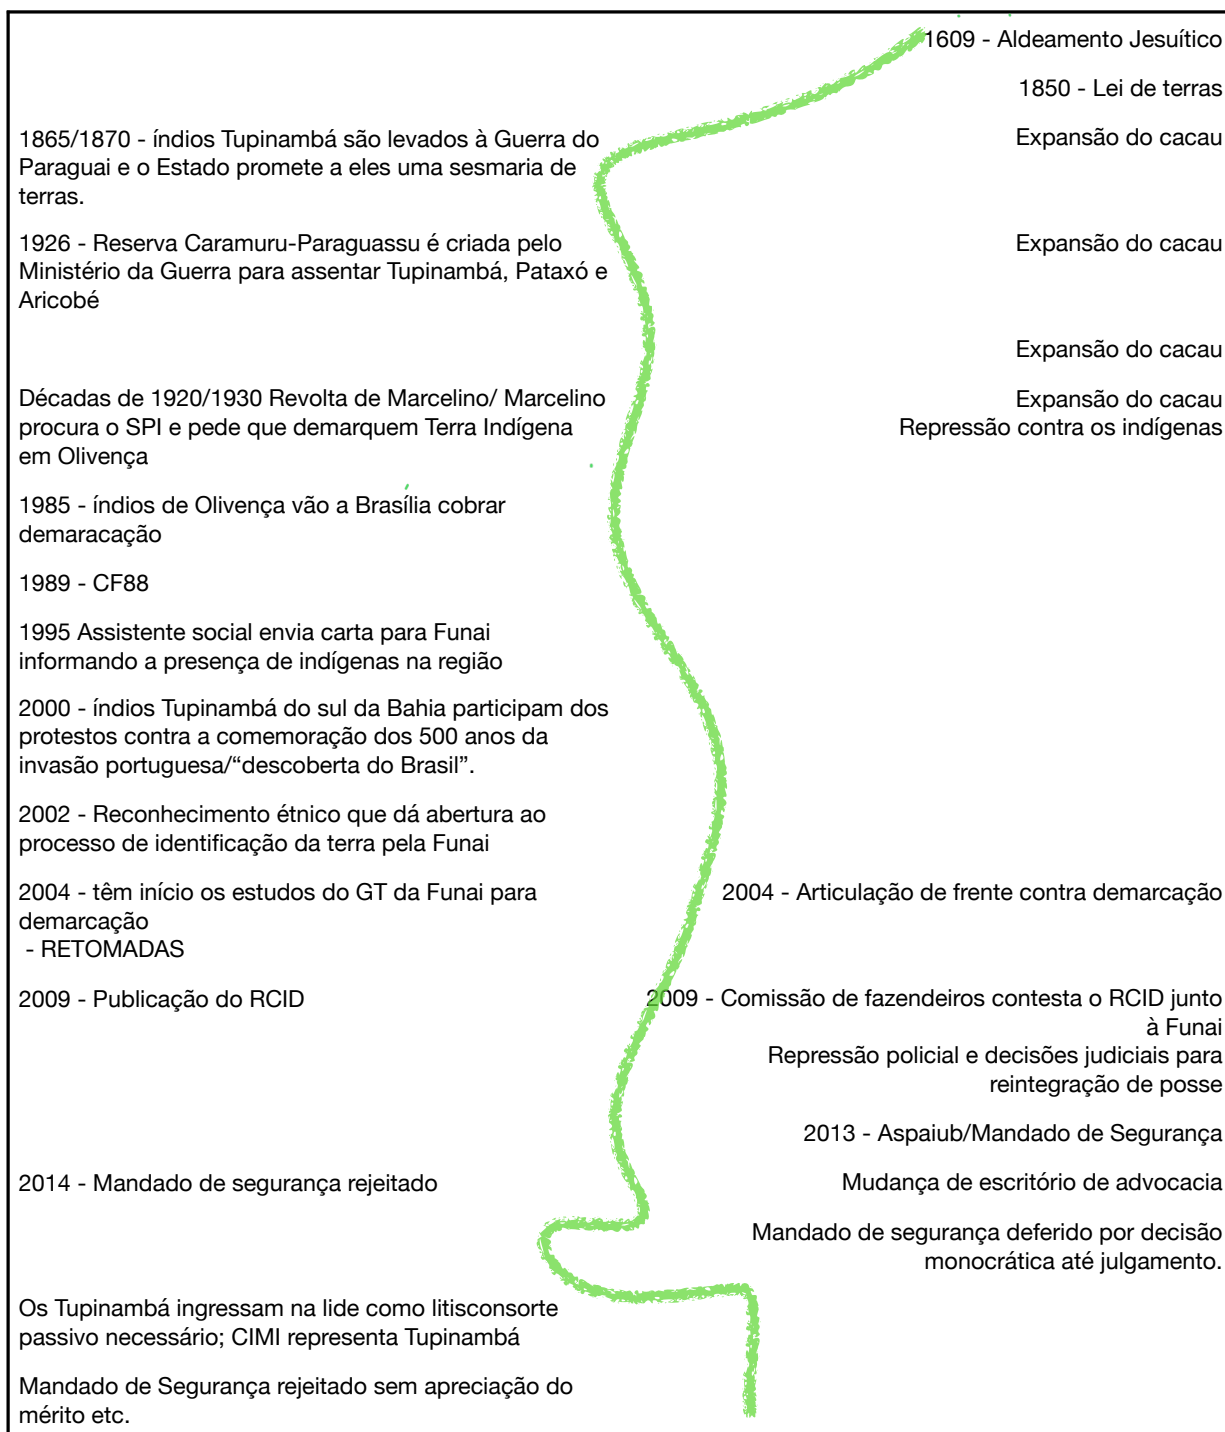 1609 - Aldeamento Jesuítico
1850 - Lei de terras
1865/1870 - índios Tupinambá são levados à Guerra do
Paraguai e o Estado promete a eles uma sesmaria de
terras.
Expansão do cacau
1926 - Reserva Caramuru-Paraguassu é criada pelo
Ministério da Guerra para assentar Tupinambá, Pataxó e
Aricobé
Expansão do cacau
Expansão do cacau
Décadas de 1920/1930 Revolta de Marcelino/ Marcelino
procura o SPI e pede que demarquem Terra Indígena
em Olivença
Expansão do cacau
Repressão contra os indígenas
1985 - índios de Olivença vão a Brasília cobrar
demaracação
1989 - CF88
1995 Assistente social envia carta para Funai
informando a presença de indígenas na região
2000 - índios Tupinambá do sul da Bahia participam dos
protestos contra a comemoração dos 500 anos da
invasão portuguesa/“descoberta do Brasil”.
2002 - Reconhecimento étnico que dá abertura ao
processo de identificação da terra pela Funai
2004 - têm início os estudos do GT da Funai para
demarcação
- RETOMADAS
2004 - Articulação de frente contra demarcação
2009 - Publicação do RCID
2009 - Comissão de fazendeiros contesta o RCID junto
à Funai
Repressão policial e decisões judiciais para
reintegração de posse
2013 - Aspaiub/Mandado de Segurança
2014 - Mandado de segurança rejeitado
Mudança de escritório de advocacia
Mandado de segurança deferido por decisão
monocrática até julgamento.
Os Tupinambá ingressam na lide como litisconsorte
passivo necessário; CIMI representa Tupinambá
Mandado de Segurança rejeitado sem apreciação do
mérito etc.